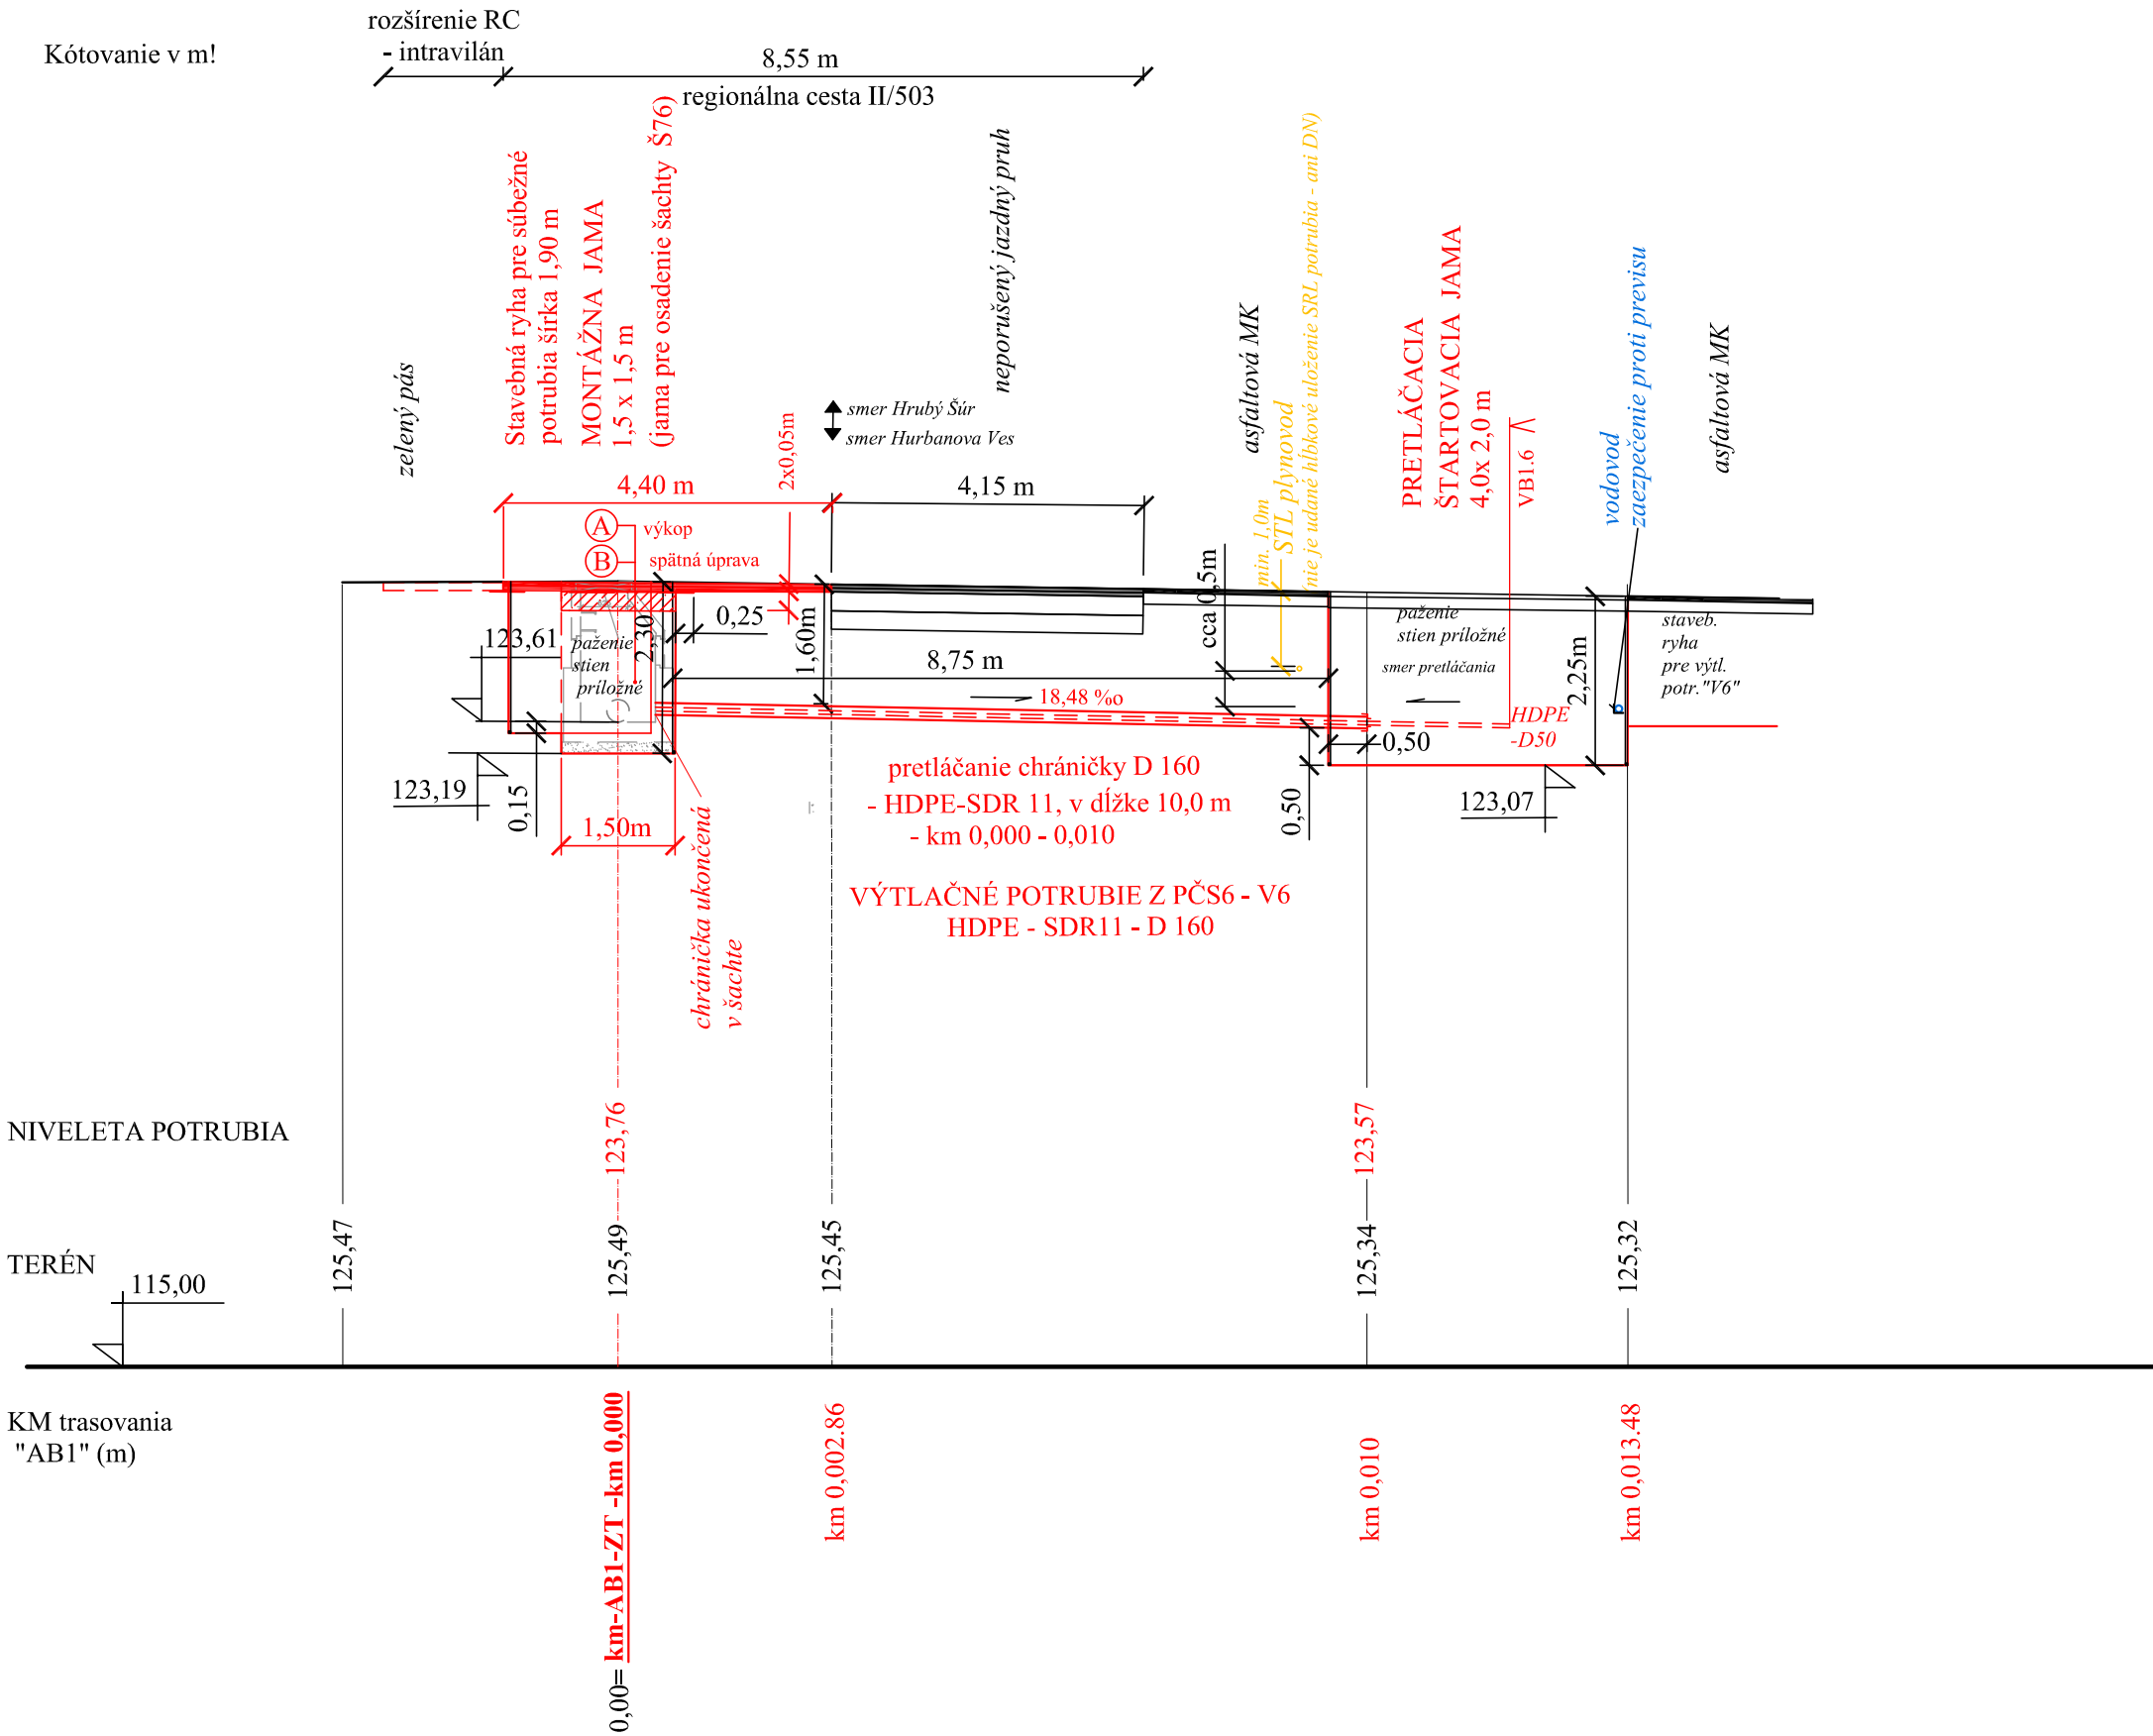 Kótovanie v m!
rozšírenie RC
- intravilán
8,55 m
regionálna cesta II/503
zelený pás
Stavebná ryha pre súbežné
potrubia šírka 1,90 m
MONTÁŽNA JAMA
1,5 x 1,5 m
(jama pre osadenie šachty Š76)
2x0,05m
smer Hrubý Šúr
smer Hurbanova Ves
neporušený jazdný pruh
asfaltová MK
min. 1,0m
STL plynovod
(nie je udané hĺbkové uloženie SRL potrubia - ani DN)
PRETLÁČACIA
ŠTARTOVACIA JAMA
4,0x 2,0 m
VB1.6
vodovod
zaezpečenie proti previsu
asfaltová MK
4,40 m
4,15 m
A
výkop
B
spätná úprava
123,61
paženie
stien
príložné
2,30
0,25
1,60m
8,75 m
cca 0,5m
18,48 %o
paženie
stien príložné
smer pretláčania
2,25m
staveb.
ryha
pre výtl.
potr."V6"
HDPE
-D50
0,50
123,19
0,15
1,50m
chránička ukončená
v šachte
pretláčanie chráničky D 160
- HDPE-SDR 11, v dĺžke 10,0 m
- km 0,000 - 0,010
0,50
123,07
VÝTLAČNÉ POTRUBIE Z PČS6 - V6
HDPE - SDR11 - D 160
NIVELETA POTRUBIA
123,76
123,57
TERÉN
125,47
125,49
125,45
125,34
125,32
115,00
KM trasovania
"AB1" (m)
0,00= km-AB1-ZT -km 0,000
km 0,002.86
km 0,010
km 0,013.48